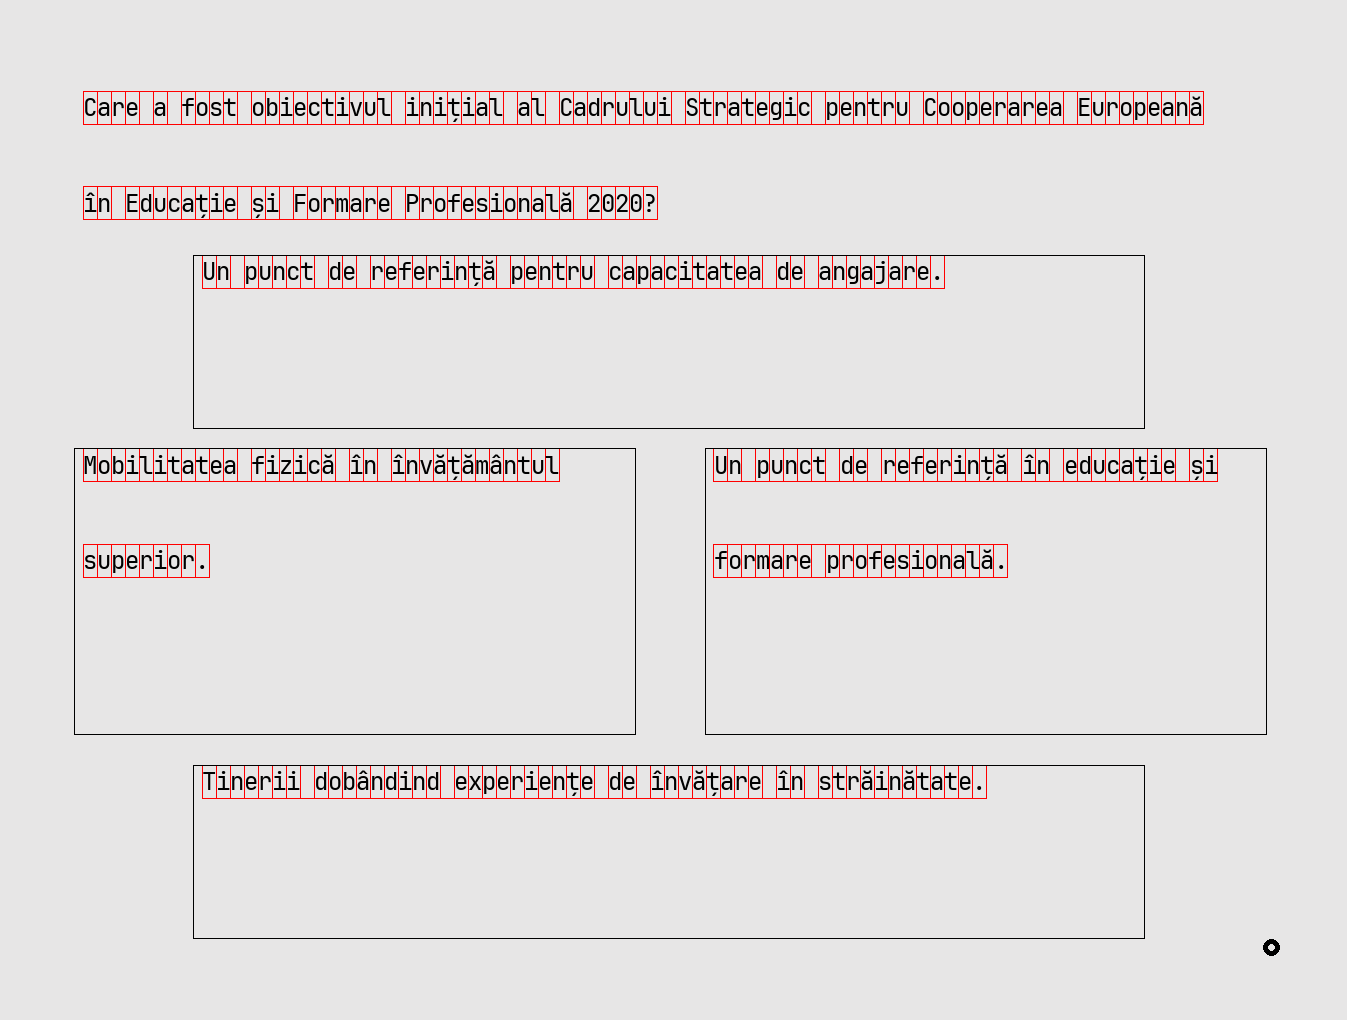 Care a fost obiectivul inițial al Cadrului Strategic pentru Cooperarea Europeană
în Educație și Formare Profesională 2020?
Un punct de referință pentru capacitatea de angajare.
Mobilitatea fizică în învățământul
superior.
Un punct de referință în educație și
formare profesională.
Tinerii dobândind experiențe de învățare în străinătate.